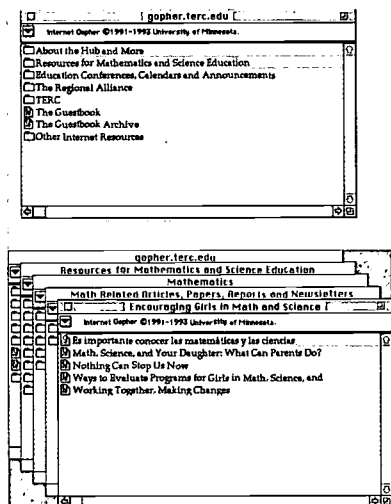 gopher.terc.edu
Internet Gopher ©1991-1993 University of Minnesota.
About the Hub and More
Resources for Mathematics and Science Education
Education Conferences, Calendars and Announcements
The Regional Alliance
TERC
The Guestbook
The Guestbook Archive
Other Internet Resources
gopher.terc.edu
Resources for Mathematics and Science Education
Mathematics
Math Related Articles, Papers, Reports and Newsletters
Encouraging Girls in Math and Science
Internet Gopher ©1991-1993 University of Minnesota.
Es importante conocer las matemáticas y las ciencias
Math, Science, and Your Daughter: What Can Parents Do?
Nothing Can Stop Us Now
Ways to Evaluate Programs for Girls in Math, Science, and
Working Together, Making Changes